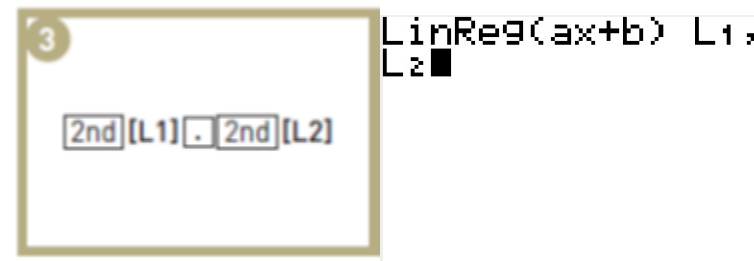 3
2nd [L1] , 2nd [L2]
LinReg(ax+b) L1,
L2